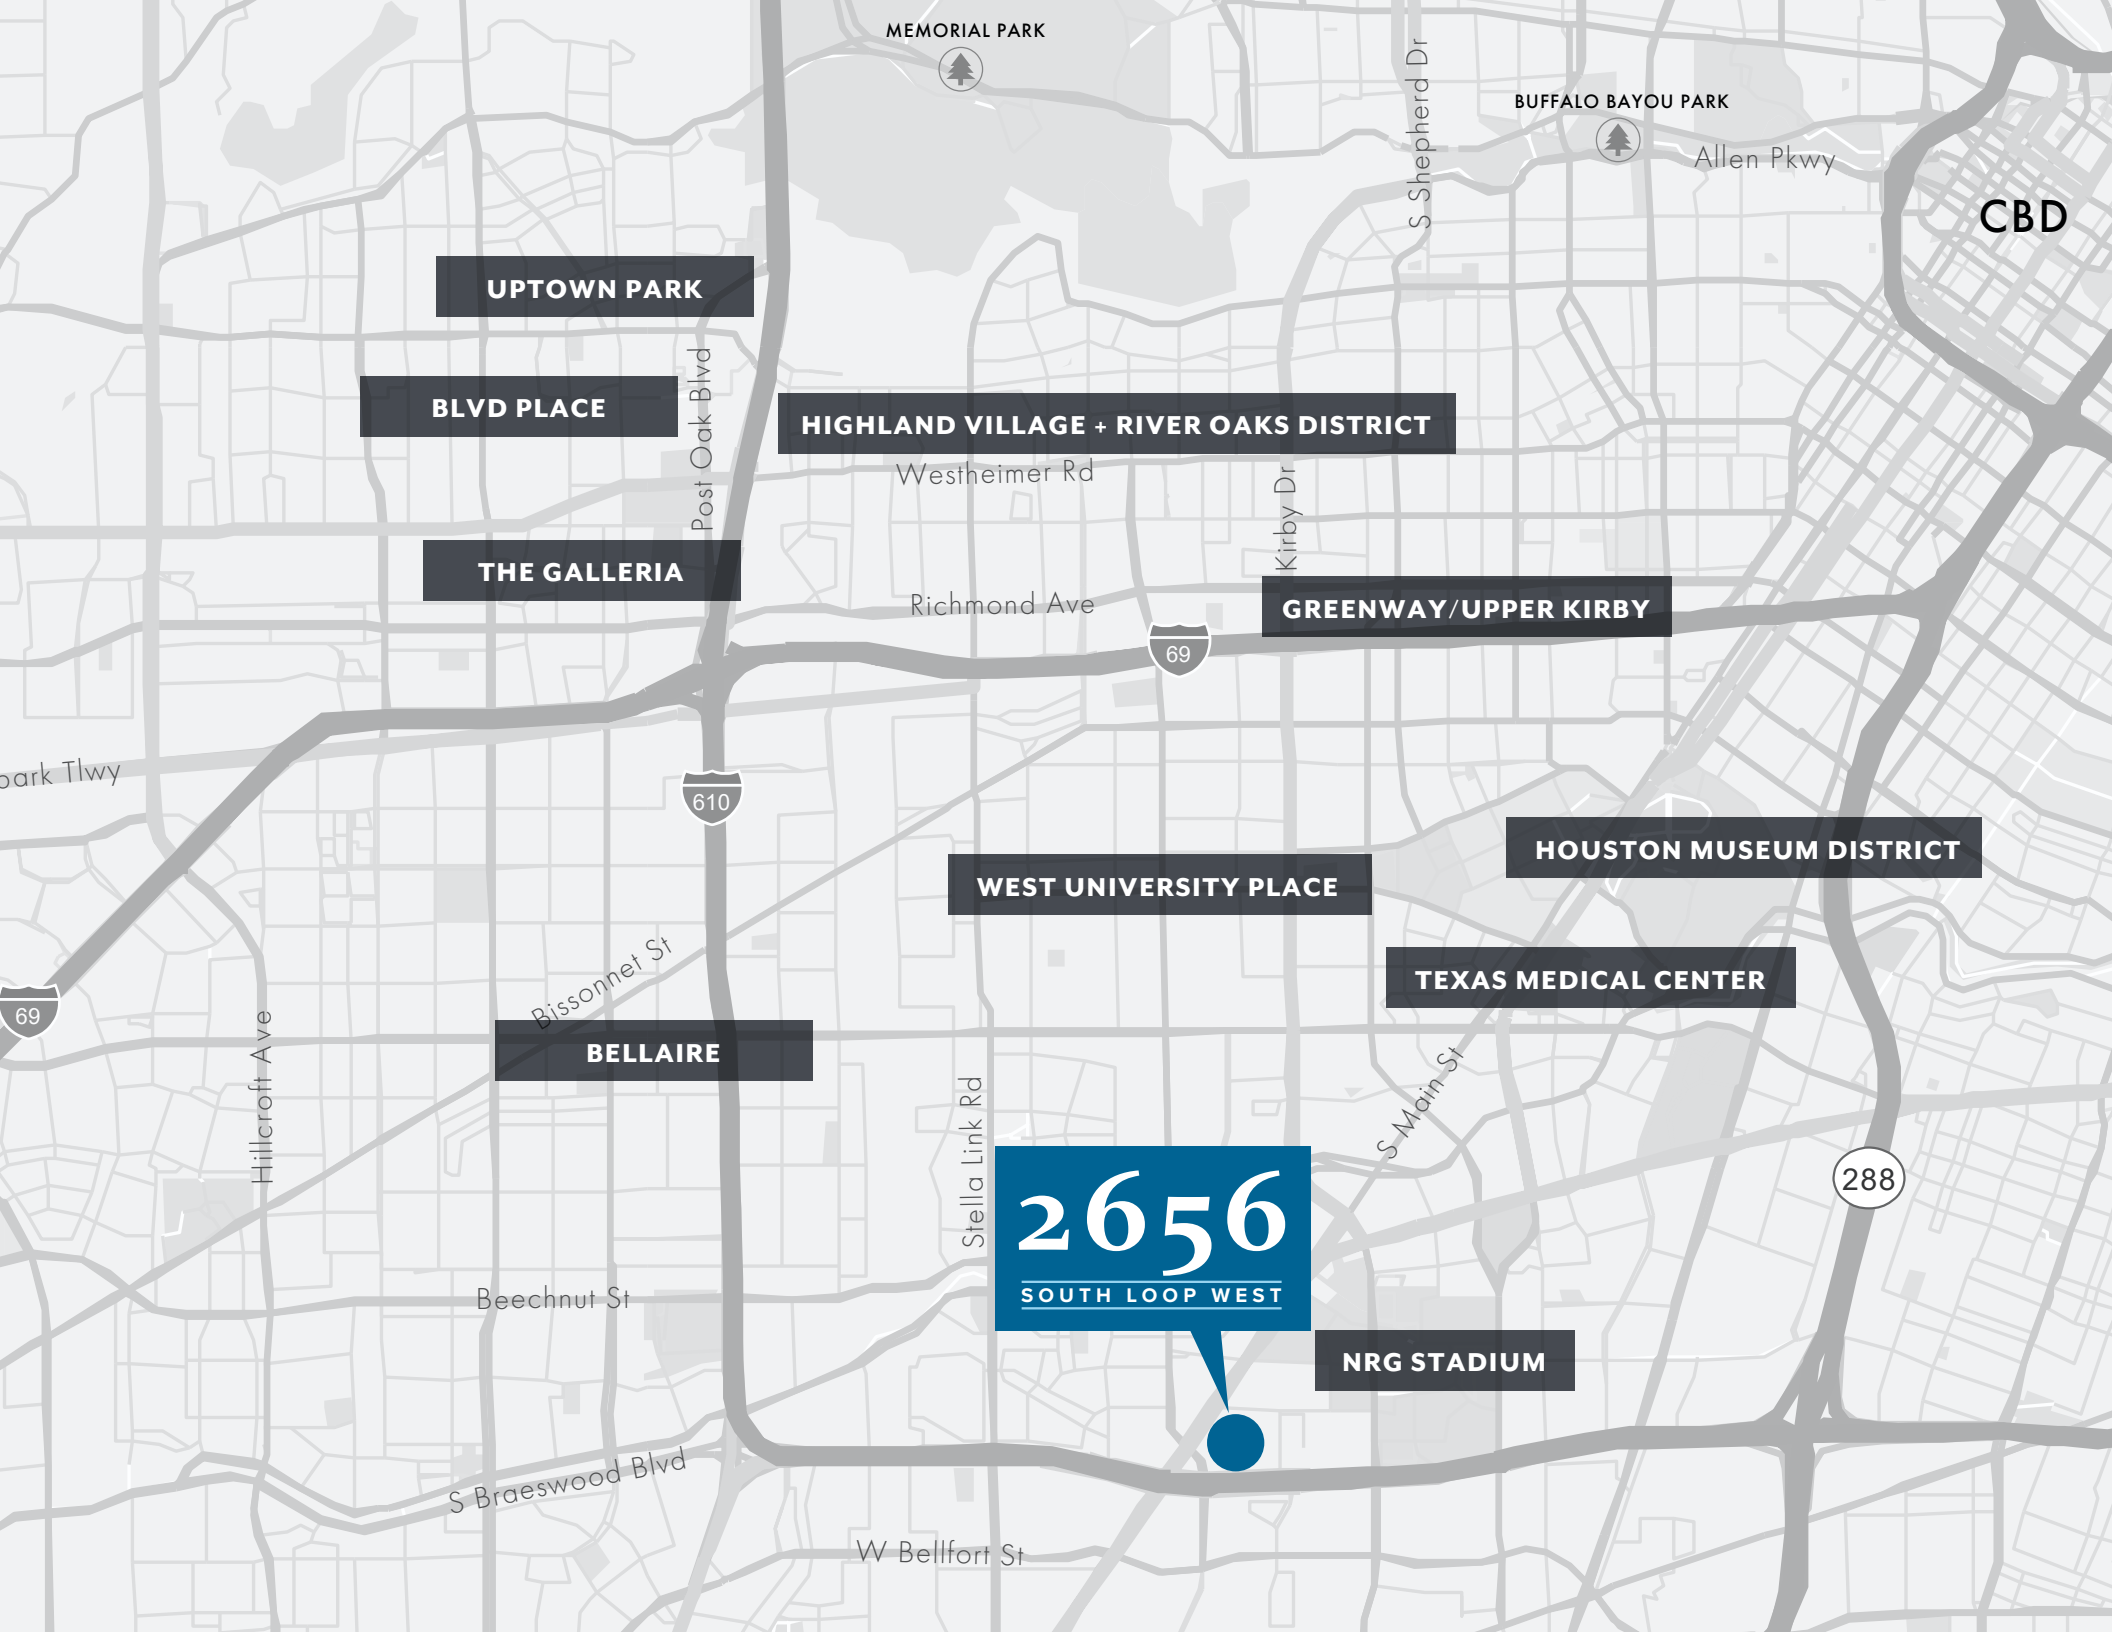 MEMORIAL PARK
S Shepherd Dr
BUFFALO BAYOU PARK
Allen Pkwy
CBD
UPTOWN PARK
Post Oak Blvd
BLVD PLACE
HIGHLAND VILLAGE + RIVER OAKS DISTRICT
Westheimer Rd
Kirby Dr
THE GALLERIA
Richmond Ave
GREENWAY/UPPER KIRBY
69
park Tlwy
610
HOUSTON MUSEUM DISTRICT
WEST UNIVERSITY PLACE
Bissonnet St
TEXAS MEDICAL CENTER
69
Hillcroft Ave
BELLAIRE
S Main St
Stella Link Rd
288
2656
SOUTH LOOP WEST
Beechnut St
NRG STADIUM
S Braeswood Blvd
W Bellfort St